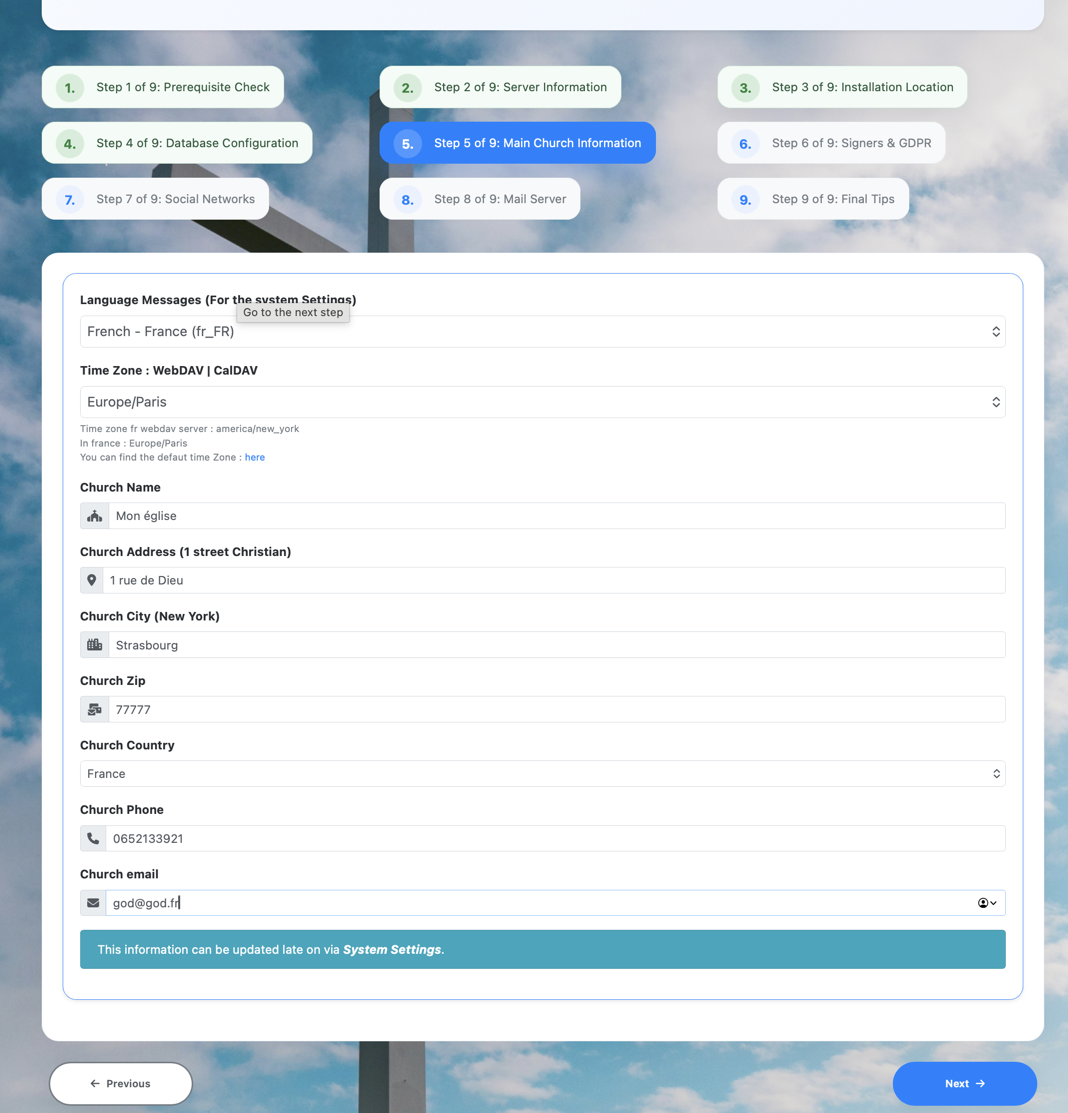 1. Step 1 of 9: Prerequisite Check
2. Step 2 of 9: Server Information
3. Step 3 of 9: Installation Location
4. Step 4 of 9: Database Configuration
5. Step 5 of 9: Main Church Information
6. Step 6 of 9: Signers & GDPR
7. Step 7 of 9: Social Networks
8. Step 8 of 9: Mail Server
9. Step 9 of 9: Final Tips
Language Messages (For the system Settings)
Go to the next step
French - France (fr_FR)
Time Zone : WebDAV | CalDAV
Europe/Paris
Time zone fr webdav server : america/new_york
In france : Europe/Paris
You can find the defaut time Zone : here
Church Name
Mon église
Church Address (1 street Christian)
1 rue de Dieu
Church City (New York)
Strasbourg
Church Zip
77777
Church Country
France
Church Phone
0652133921
Church email
god@god.fr
This information can be updated late on via System Settings.
← Previous
Next →